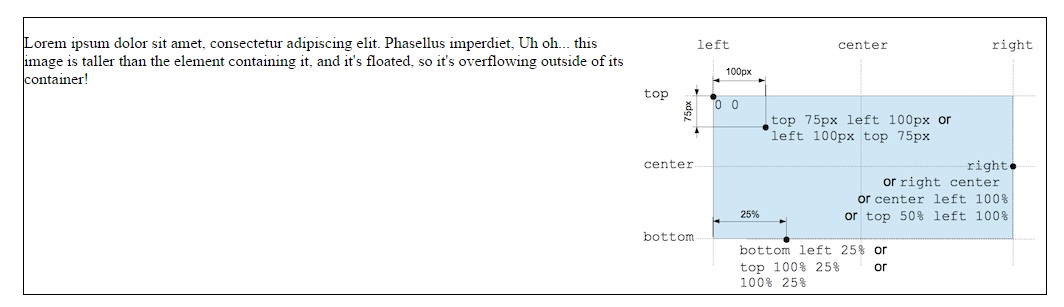 Lorem ipsum dolor sit amet, consectetur adipiscing elit. Phasellus imperdiet, Uh oh... this
image is taller than the element containing it, and it's floated, so it's overflowing outside of its
container!
left center right
100px
top
75px
0 0
top 75px left 100px or
left 100px top 75px
center
right
or right center
or center left 100%
or top 50% left 100%
25%
bottom
bottom left 25% or
top 100% 25% or
100% 25%